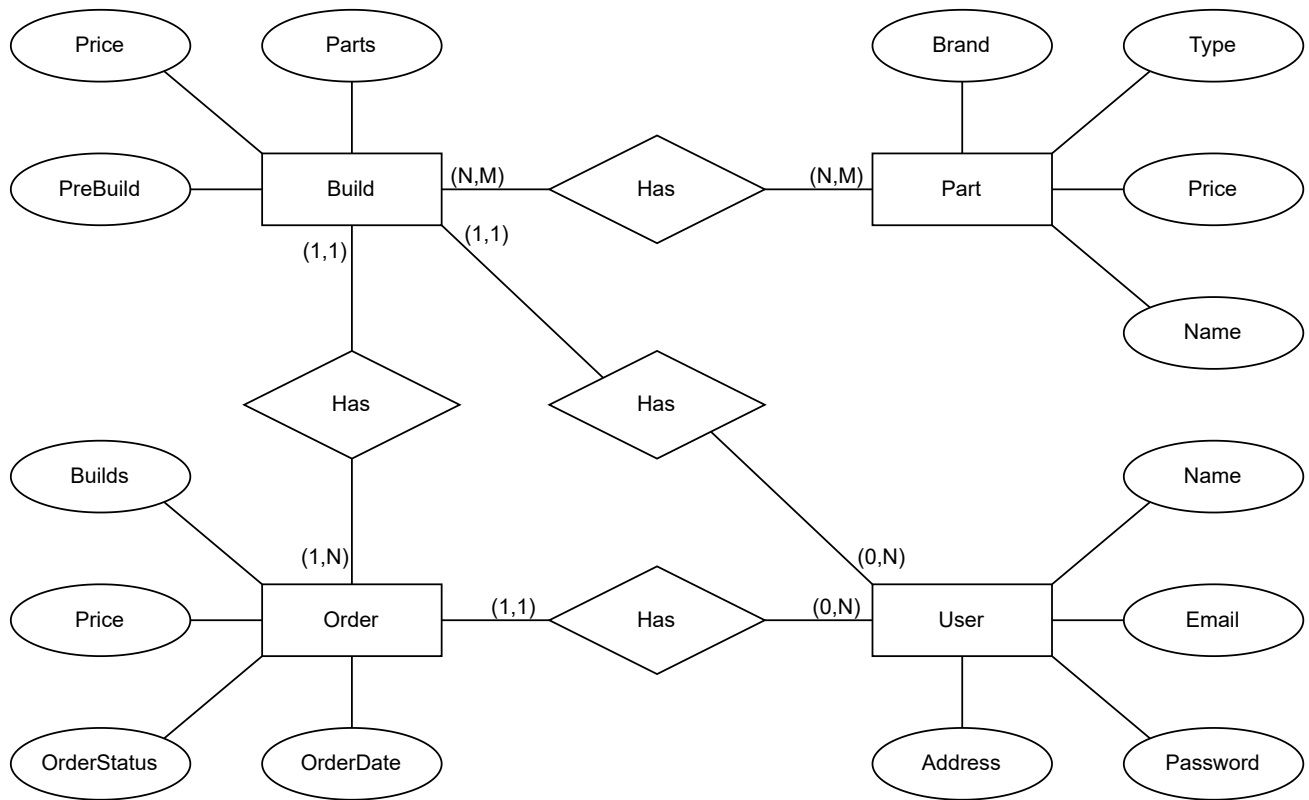 Price
Parts
Brand
Type
PreBuild
Build
(N,M)
Has
(N,M)
Part
Price
(1,1)
(1,1)
Name
Has
Has
Builds
Name
(1,N)
(0,N)
Price
Order
(1,1)
Has
(0,N)
User
Email
OrderStatus
OrderDate
Address
Password